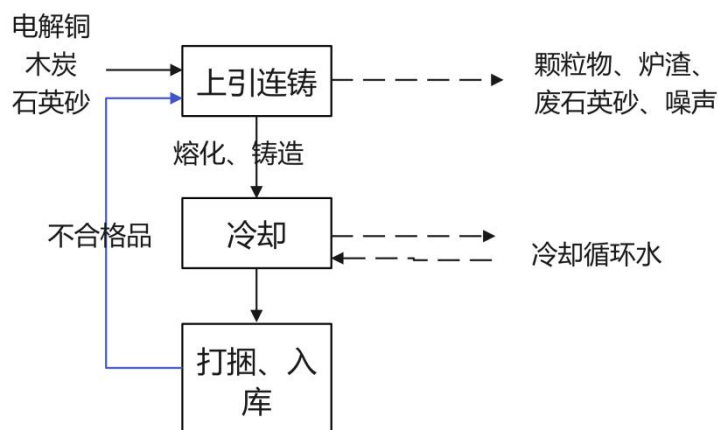 电解铜
木炭
石英砂
上引连铸
颗粒物、炉渣、
废石英砂、噪声
熔化、铸造
不合格品
冷却
冷却循环水
打捆、入
库